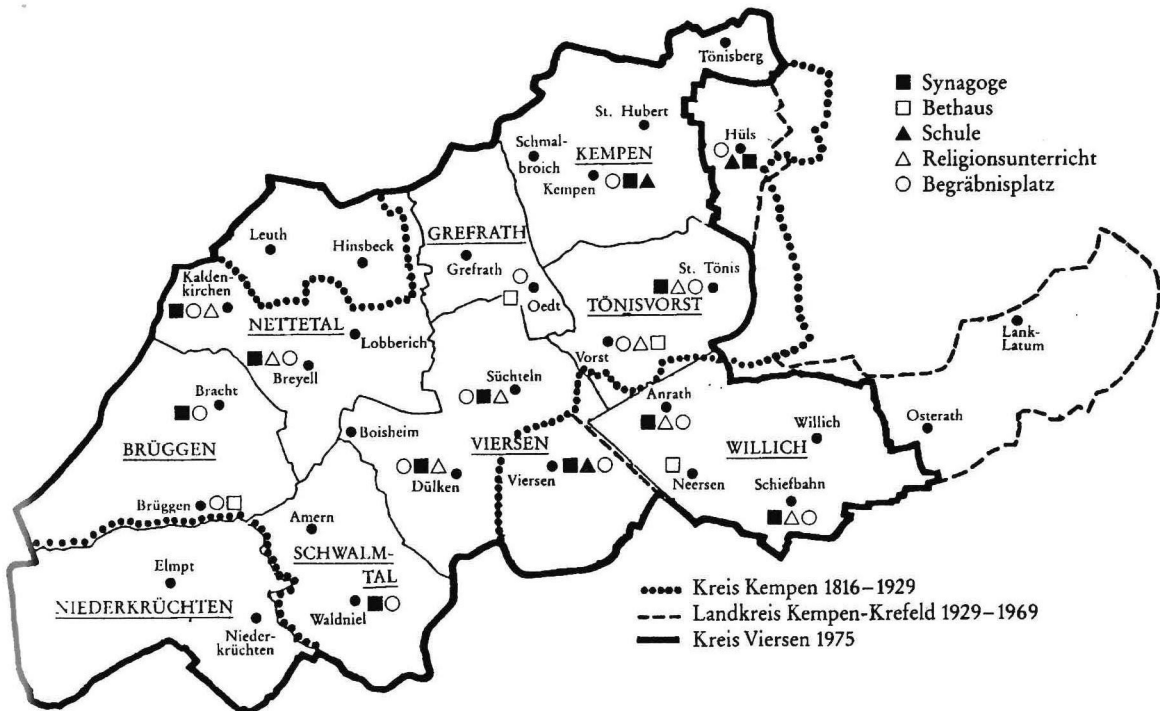 Tönisberg
Synagoge
Bethaus
Schule
Religionsunterricht
Begräbnisplatz
St. Hubert
Hüls
Schmal-
broich
KEMPEN
Kempen
Leuth
Hinsbeck
GREFRATH
Grefrath
Oedt
St. Tönis
TÖNISVORST
Kalden-
kirchen
NETTETAL
Lobberich
Breyell
Vorst
Lank-
Latum
Bracht
Süchteln
Anrath
Willich
Osterath
BRÜGGEN
Boisheim
VIERSEN
WILLICH
Dülken
Viersen
Neersen
Schiefbahn
Brüggen
Amern
SCHWALM-
TAL
Elmpt
NIEDERKRÜCHTEN
Waldniel
Nieder-
krüchten
Kreis Kempen 1816–1929
Landkreis Kempen-Krefeld 1929–1969
Kreis Viersen 1975